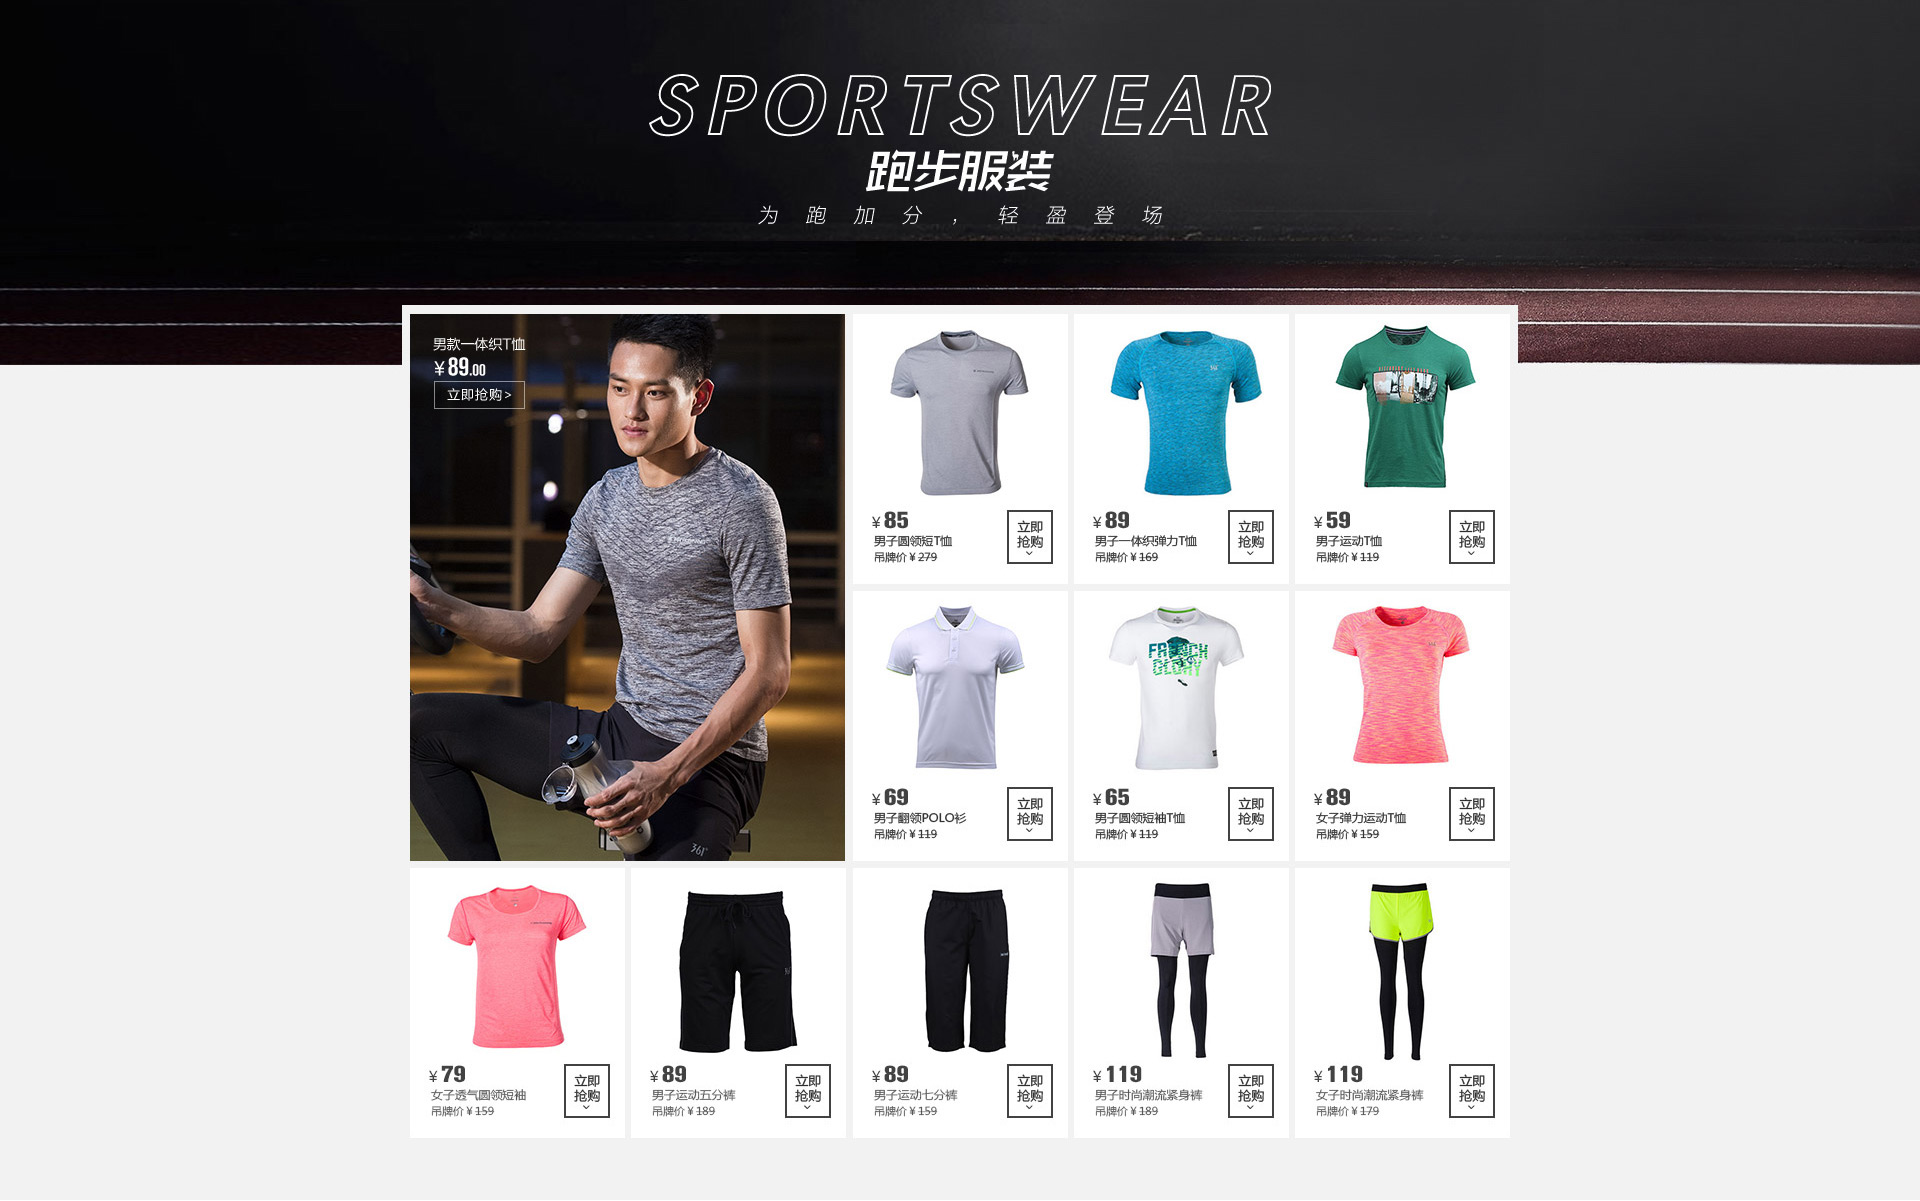 SPORTSWEAR
跑步服装
为跑加分，轻盈登场
男款一体织T恤
¥89.00
立即抢购>
361°
¥85
男子圆领短T恤
吊牌价¥279
立即
抢购
361°
¥89
男子一体织弹力T恤
吊牌价¥169
立即
抢购
¥59
男子运动T恤
吊牌价¥119
立即
抢购
¥69
男子翻领POLO衫
吊牌价¥119
立即
抢购
FRENCH
GLORY
¥65
男子圆领短袖T恤
吊牌价¥119
立即
抢购
361°
¥89
女子弹力运动T恤
吊牌价¥159
立即
抢购
¥79
女子透气圆领短袖
吊牌价¥159
立即
抢购
¥89
男子运动五分裤
吊牌价¥189
立即
抢购
¥89
男子运动七分裤
吊牌价¥159
立即
抢购
¥119
男子时尚潮流紧身裤
吊牌价¥189
立即
抢购
¥119
女子时尚潮流紧身裤
吊牌价¥179
立即
抢购